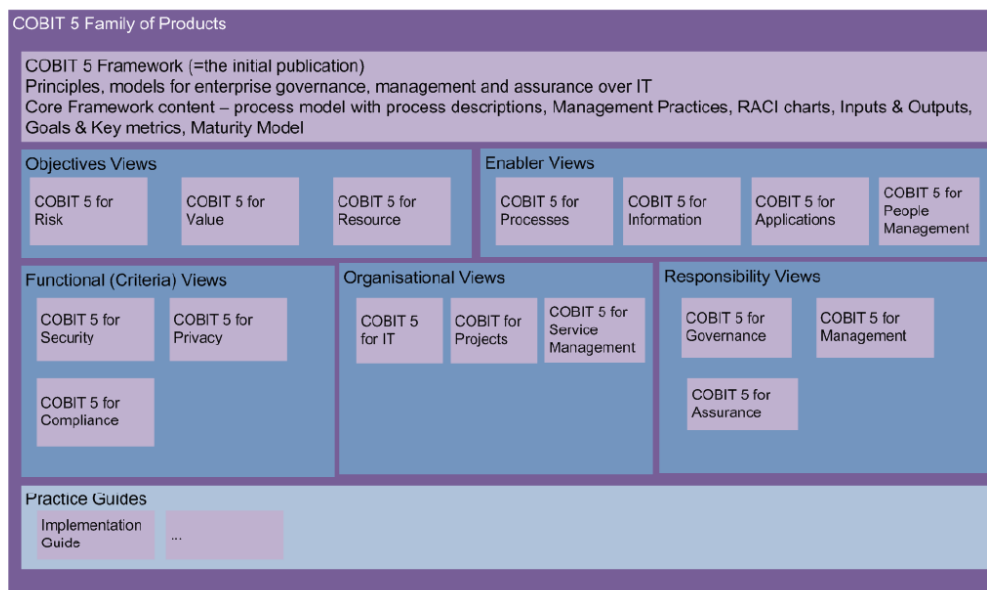 COBIT 5 Family of Products
COBIT 5 Framework (=the initial publication)
Principles, models for enterprise governance, management and assurance over IT
Core Framework content – process model with process descriptions, Management Practices, RACI charts, Inputs & Outputs,
Goals & Key metrics, Maturity Model
Objectives Views
COBIT 5 for
Risk
COBIT 5 for
Value
COBIT 5 for
Resource
Enabler Views
COBIT 5 for
Processes
COBIT 5 for
Information
COBIT 5 for
Applications
COBIT 5 for
People
Management
Functional (Criteria) Views
COBIT 5 for
Security
COBIT 5 for
Privacy
COBIT 5 for
Compliance
Organisational Views
COBIT 5
for IT
COBIT for
Projects
COBIT 5 for
Service
Management
Responsibility Views
COBIT 5 for
Governance
COBIT 5 for
Management
COBIT 5 for
Assurance
Practice Guides
Implementation
Guide
...